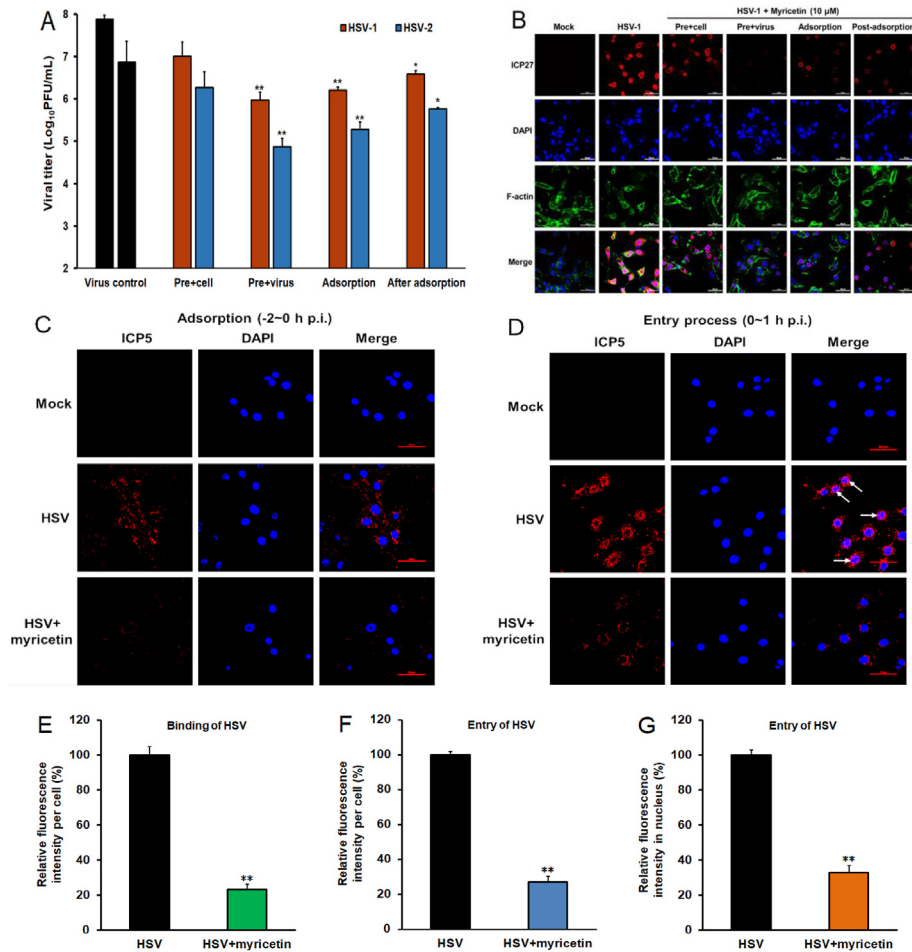 A
HSV-1 HSV-2
Viral titer (Log10PFU/mL)
8
7
6
5
4
3
2
** ** ** ** * *
Virus control Pre+cell Pre+virus Adsorption After adsorption
B
HSV-1 + Myricetin (10 μM)
Mock HSV-1 Pre+cell Pre+virus Adsorption Post-adsorption
ICP27
DAPI
F-actin
Merge
C
Adsorption (-2~0 h p.i.)
ICP5 DAPI Merge
Mock
HSV
HSV+
myricetin
D
Entry process (0~1 h p.i.)
ICP5 DAPI Merge
Mock
HSV
HSV+
myricetin
E
Binding of HSV
Relative fluorescence
intensity per cell (%)
120
100
80
60
40
20
0
**
HSV HSV+myricetin
F
Entry of HSV
Relative fluorescence
intensity per cell (%)
120
100
80
60
40
20
0
**
HSV HSV+myricetin
G
Entry of HSV
Relative fluorescence
intensity in nucleus (%)
120
100
80
60
40
20
0
**
HSV HSV+myricetin